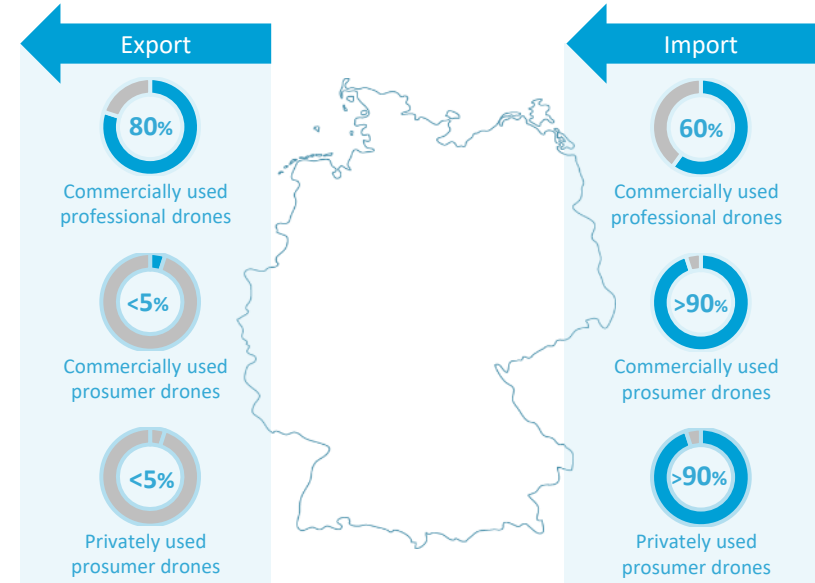 Export
80%
Commercially used
professional drones
<5%
Commercially used
prosumer drones
<5%
Privately used
prosumer drones
Import
60%
Commercially used
professional drones
>90%
Commercially used
prosumer drones
>90%
Privately used
prosumer drones